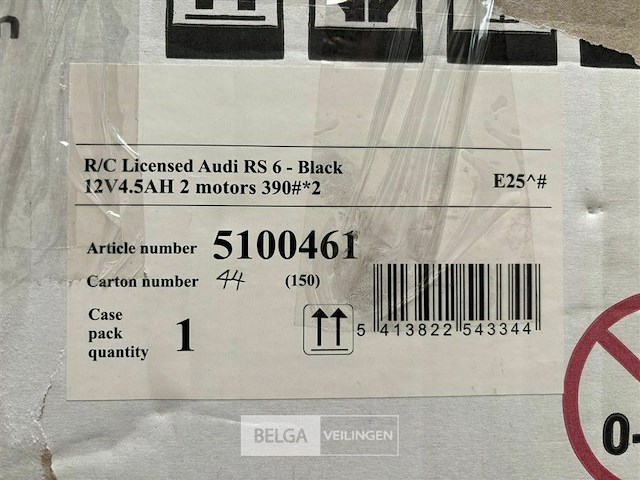 R/C Licensed Audi RS 6 - Black
12V4.5AH 2 motors 390#*2
E25^#
Article number 5100461
Carton number 44 (150)
Case
pack
quantity 1
5 413822 543344
0-
BELGA VEILINGEN